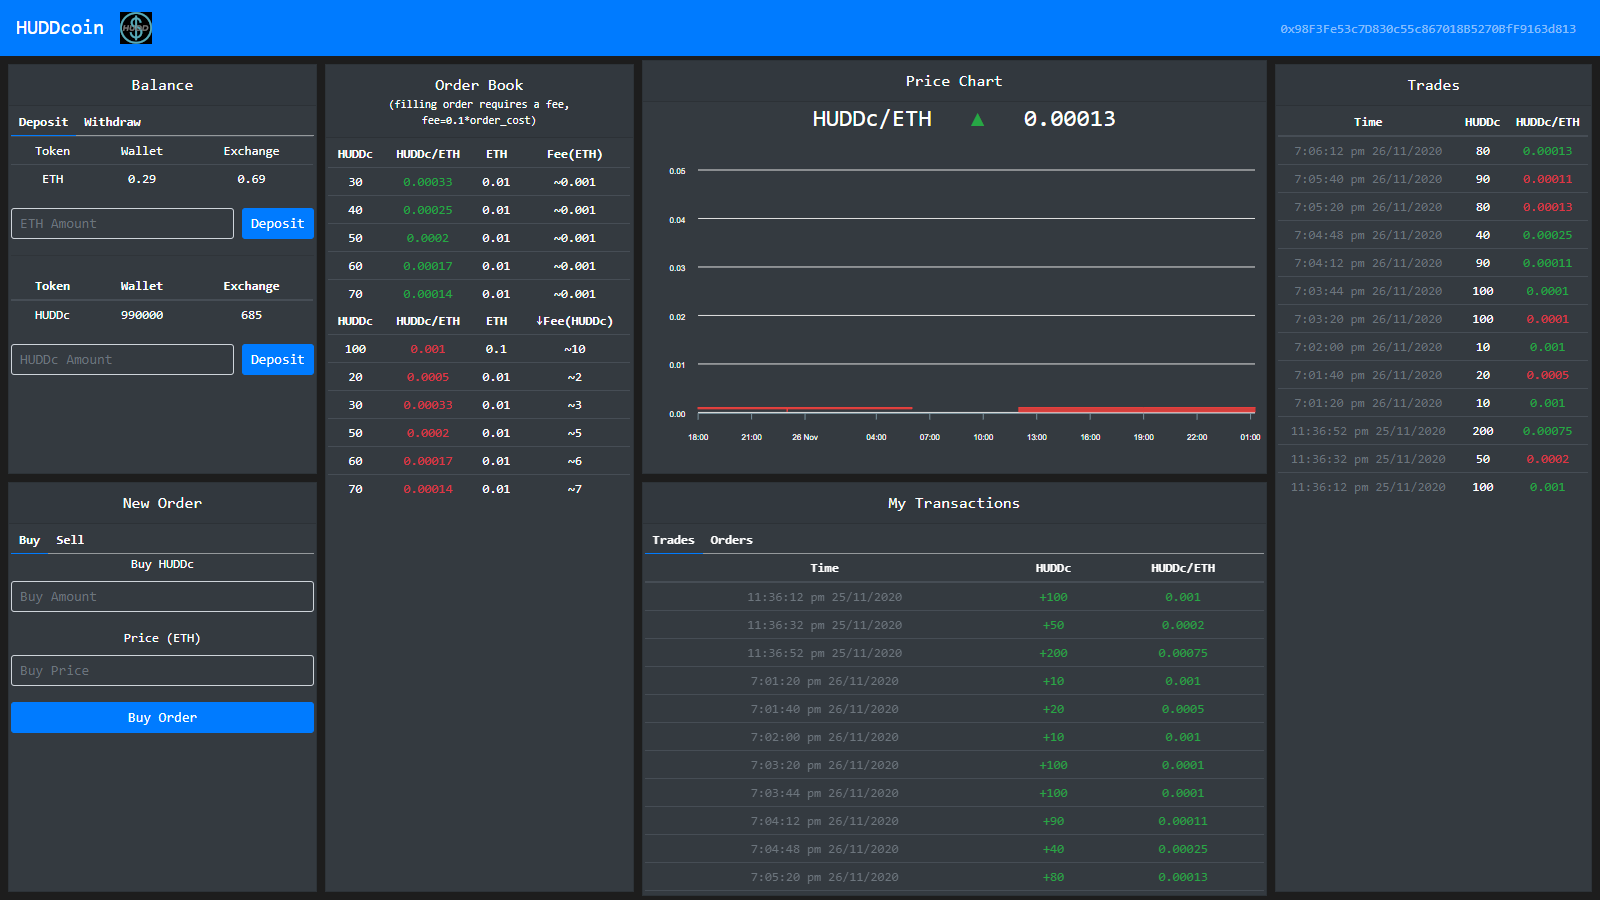 HUDDcoin
HUDD
0x98F3Fe53c7D830c55c867018B5270BfF9163d813
Balance
Deposit Withdraw
Token Wallet Exchange
ETH 0.29 0.69
ETH Amount Deposit
Token Wallet Exchange
HUDDc 990000 685
HUDDc Amount Deposit
New Order
Buy Sell
Buy HUDDc
Buy Amount
Price (ETH)
Buy Price
Buy Order
Order Book
(filling order requires a fee,
fee=0.1*order_cost)
HUDDc HUDDc/ETH ETH Fee(ETH)
30 0.00033 0.01 ~0.001
40 0.00025 0.01 ~0.001
50 0.0002 0.01 ~0.001
60 0.00017 0.01 ~0.001
70 0.00014 0.01 ~0.001
HUDDc HUDDc/ETH ETH ↓Fee(HUDDc)
100 0.001 0.1 ~10
20 0.0005 0.01 ~2
30 0.00033 0.01 ~3
50 0.0002 0.01 ~5
60 0.00017 0.01 ~6
70 0.00014 0.01 ~7
Price Chart
HUDDc/ETH ▲ 0.00013
0.05
0.04
0.03
0.02
0.01
0.00
18:00 21:00 26 Nov 04:00 07:00 10:00 13:00 16:00 19:00 22:00 01:00
My Transactions
Trades Orders
Time HUDDc HUDDc/ETH
11:36:12 pm 25/11/2020 +100 0.001
11:36:32 pm 25/11/2020 +50 0.0002
11:36:52 pm 25/11/2020 +200 0.00075
7:01:20 pm 26/11/2020 +10 0.001
7:01:40 pm 26/11/2020 +20 0.0005
7:02:00 pm 26/11/2020 +10 0.001
7:03:20 pm 26/11/2020 +100 0.0001
7:03:44 pm 26/11/2020 +100 0.0001
7:04:12 pm 26/11/2020 +90 0.00011
7:04:48 pm 26/11/2020 +40 0.00025
7:05:20 pm 26/11/2020 +80 0.00013
Trades
Time HUDDc HUDDc/ETH
7:06:12 pm 26/11/2020 80 0.00013
7:05:40 pm 26/11/2020 90 0.00011
7:05:20 pm 26/11/2020 80 0.00013
7:04:48 pm 26/11/2020 40 0.00025
7:04:12 pm 26/11/2020 90 0.00011
7:03:44 pm 26/11/2020 100 0.0001
7:03:20 pm 26/11/2020 100 0.0001
7:02:00 pm 26/11/2020 10 0.001
7:01:40 pm 26/11/2020 20 0.0005
7:01:20 pm 26/11/2020 10 0.001
11:36:52 pm 25/11/2020 200 0.00075
11:36:32 pm 25/11/2020 50 0.0002
11:36:12 pm 25/11/2020 100 0.001